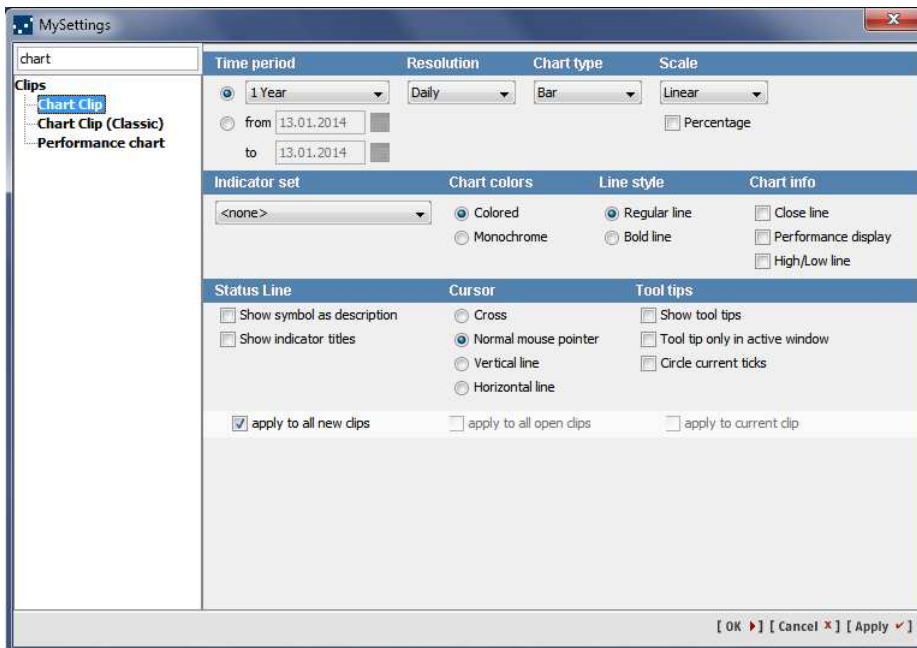 MySettings
chart
Clips
Chart Clip
Chart Clip (Classic)
Performance chart
Time period Resolution Chart type Scale
1 Year Daily Bar Linear
from 13.01.2014 Percentage
to 13.01.2014
Indicator set Chart colors Line style Chart info
<none> Colored Regular line Close line
Monochrome Bold line Performance display
High/Low line
Status Line Cursor Tool tips
Show symbol as description Cross Show tool tips
Show indicator titles Normal mouse pointer Tool tip only in active window
Vertical line Circle current ticks
Horizontal line
apply to all new clips apply to all open clips apply to current clip
[ OK ] [ Cancel x ] [ Apply ✓ ]